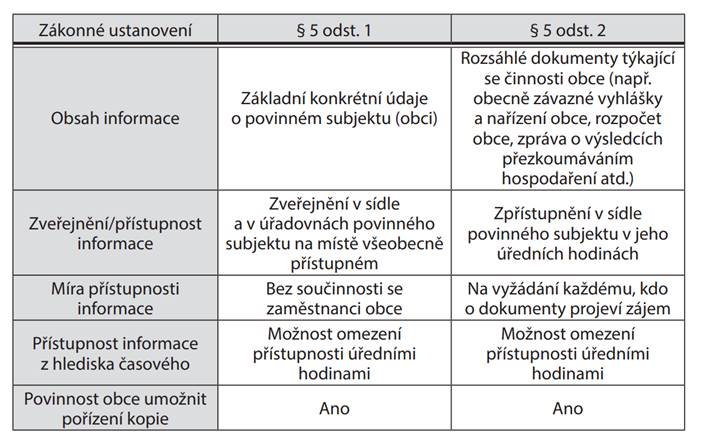 Zákonné ustanovení
§ 5 odst. 1
§ 5 odst. 2
Obsah informace
Základní konkrétní údaje
o povinném subjektu (obci)
Rozsáhlé dokumenty týkající
se činnosti obce (např.
obecně závazné vyhlášky
a nařízení obce, rozpočet
obce, zpráva o výsledcích
přezkoumáváním
hospodaření atd.)
Zveřejnění/přístupnost
informace
Zveřejnění v sídle
a v úřadovnách povinného
subjektu na místě všeobecně
přístupném
Zpřístupnění v sídle
povinného subjektu v jeho
úředních hodinách
Míra přístupnosti
informace
Bez součinnosti se
zaměstnanci obce
Na vyžádání každému, kdo
o dokumenty projeví zájem
Přístupnost informace
z hlediska časového
Možnost omezení
přístupnosti úředními
hodinami
Možnost omezení
přístupnosti úředními
hodinami
Povinnost obce umožnit
pořízení kopie
Ano
Ano